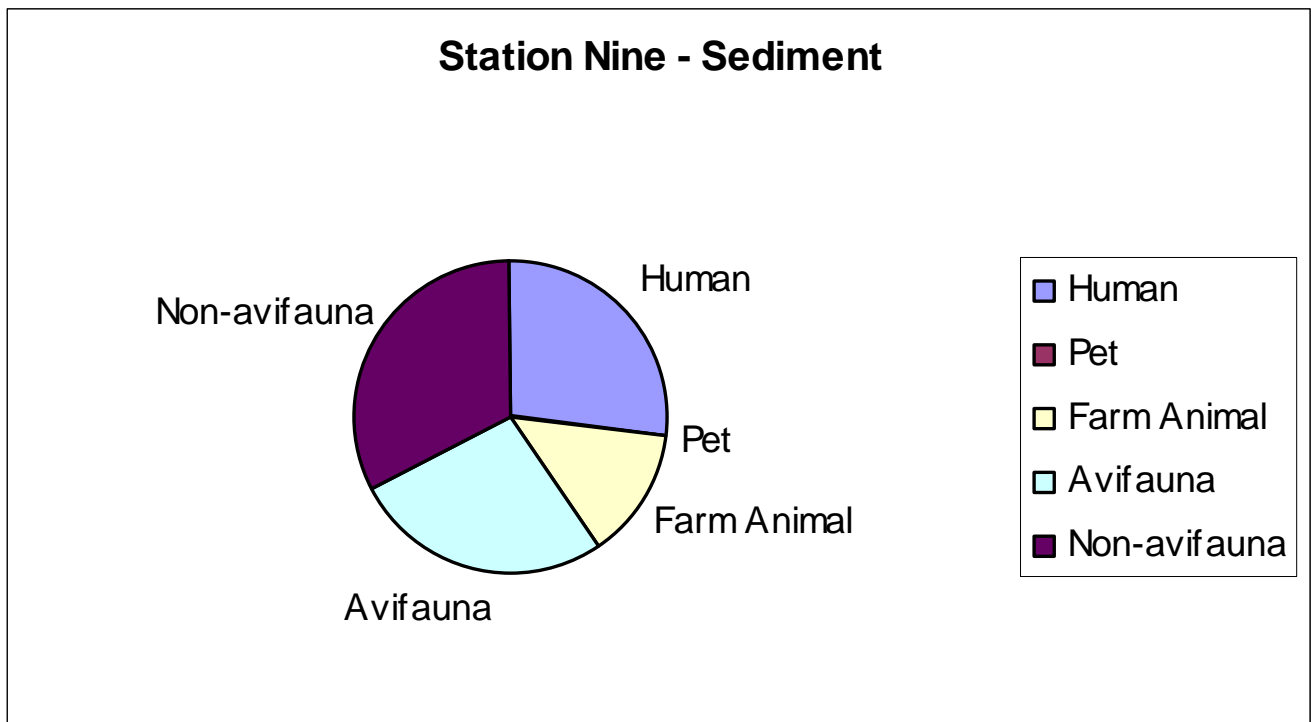 Station Nine - Sediment
Human
Non-avifauna
Pet
Farm Animal
Avifauna
Human
Pet
Farm Animal
Avifauna
Non-avifauna